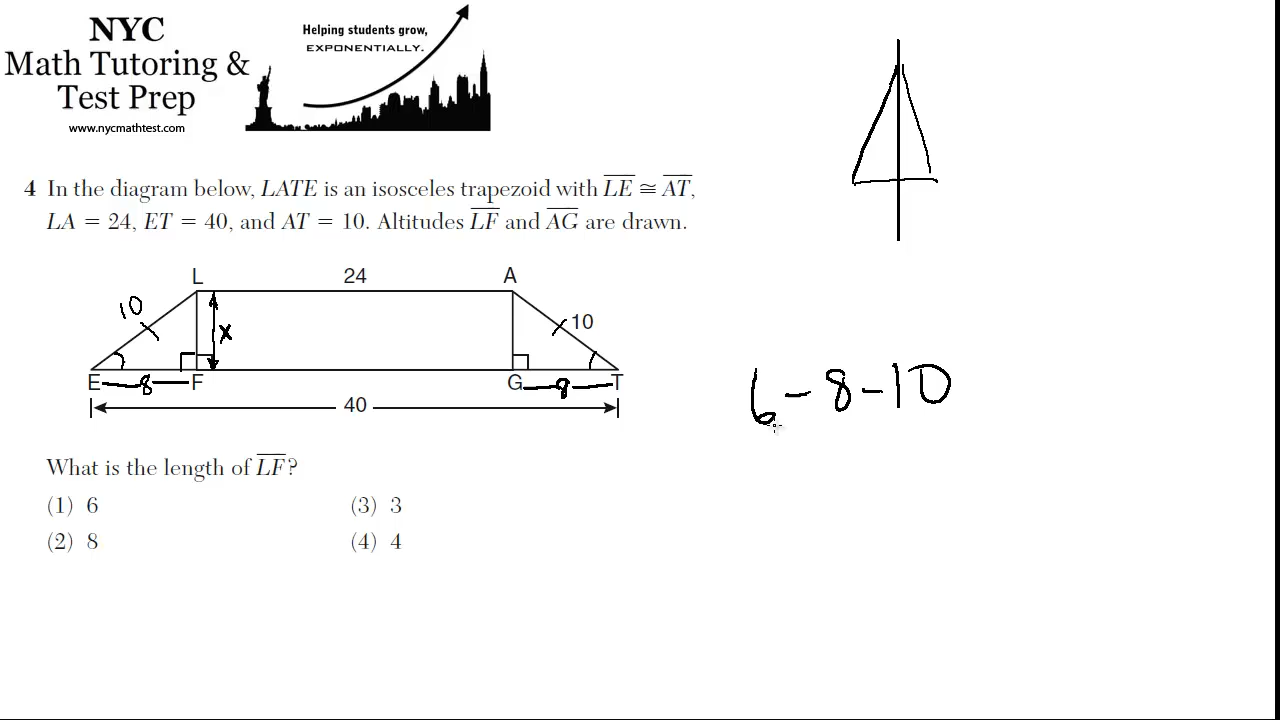 NYC
Math Tutoring &
Test Prep
www.nycmathtest.com
Helping students grow,
EXPONENTIALLY.
4 In the diagram below, LATE is an isosceles trapezoid with LE ≅ AT,
LA = 24, ET = 40, and AT = 10. Altitudes LF and AG are drawn.
L 24 A
10 x 10
E 8 F G 8 T
40
6-8-10
What is the length of LF?
(1) 6 (3) 3
(2) 8 (4) 4